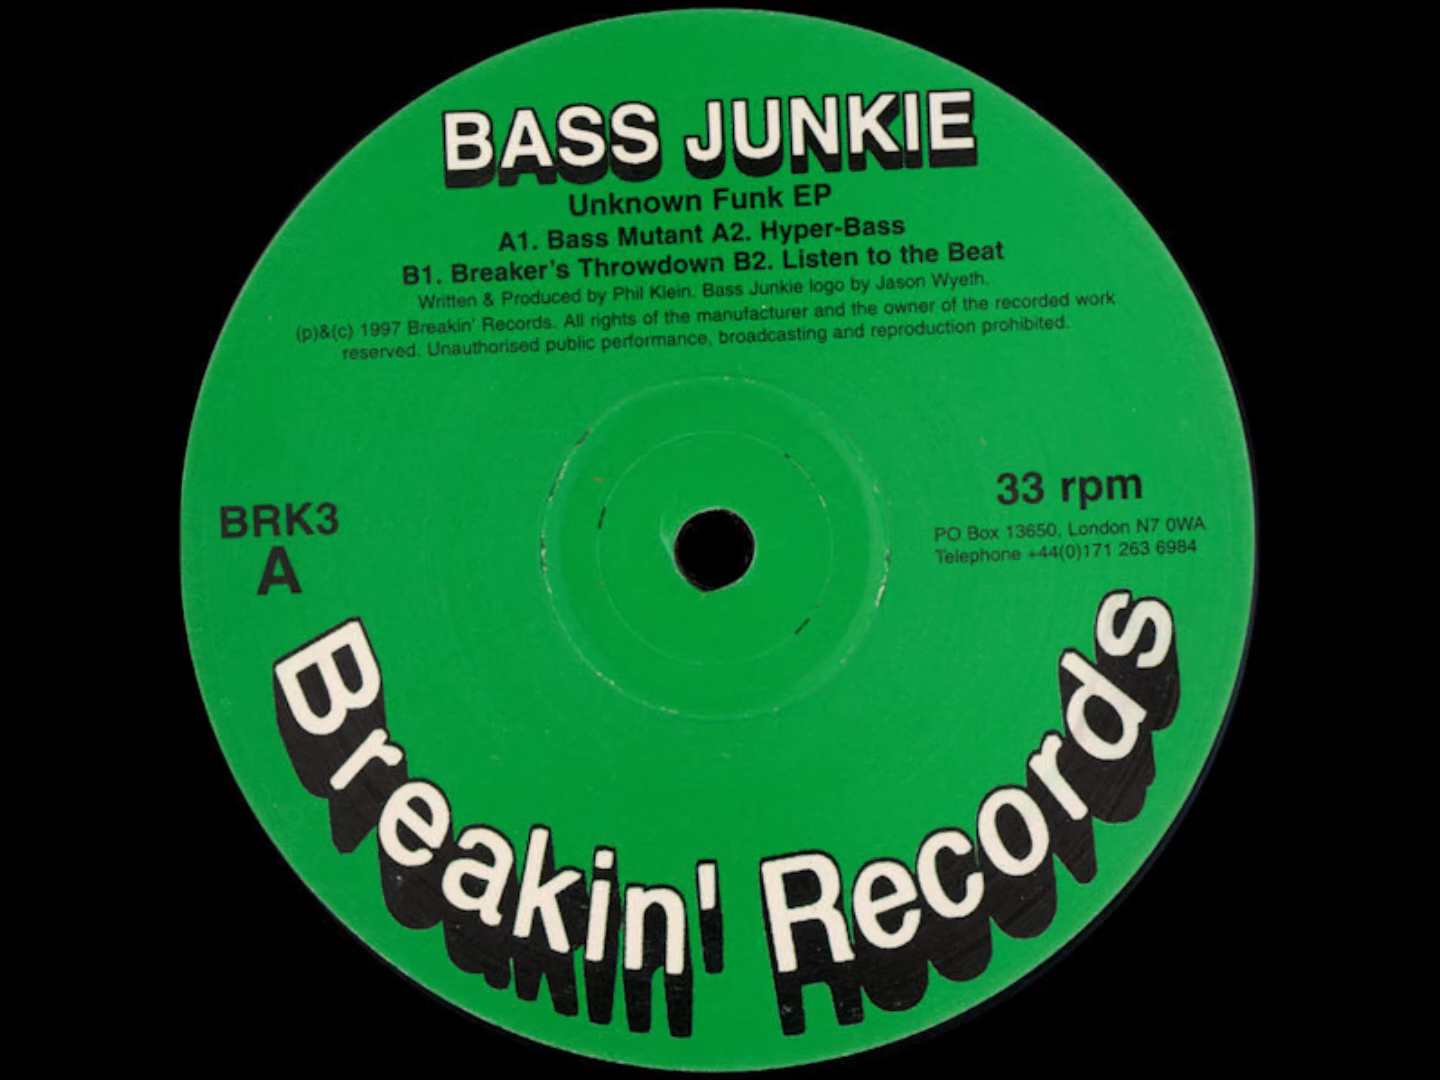 BASS JUNKIE
Unknown Funk EP
A1. Bass Mutant A2. Hyper-Bass
B1. Breaker's Throwdown B2. Listen to the Beat
Written & Produced by Phil Klein. Bass Junkie logo by Jason Wyeth.
(p)&(c) 1997 Breakin' Records. All rights of the manufacturer and the owner of the recorded work
reserved. Unauthorised public performance, broadcasting and reproduction prohibited.
BRK3
A
33 rpm
PO Box 13650, London N7 0WA
Telephone +44(0)171 263 6984
Breakin' Records